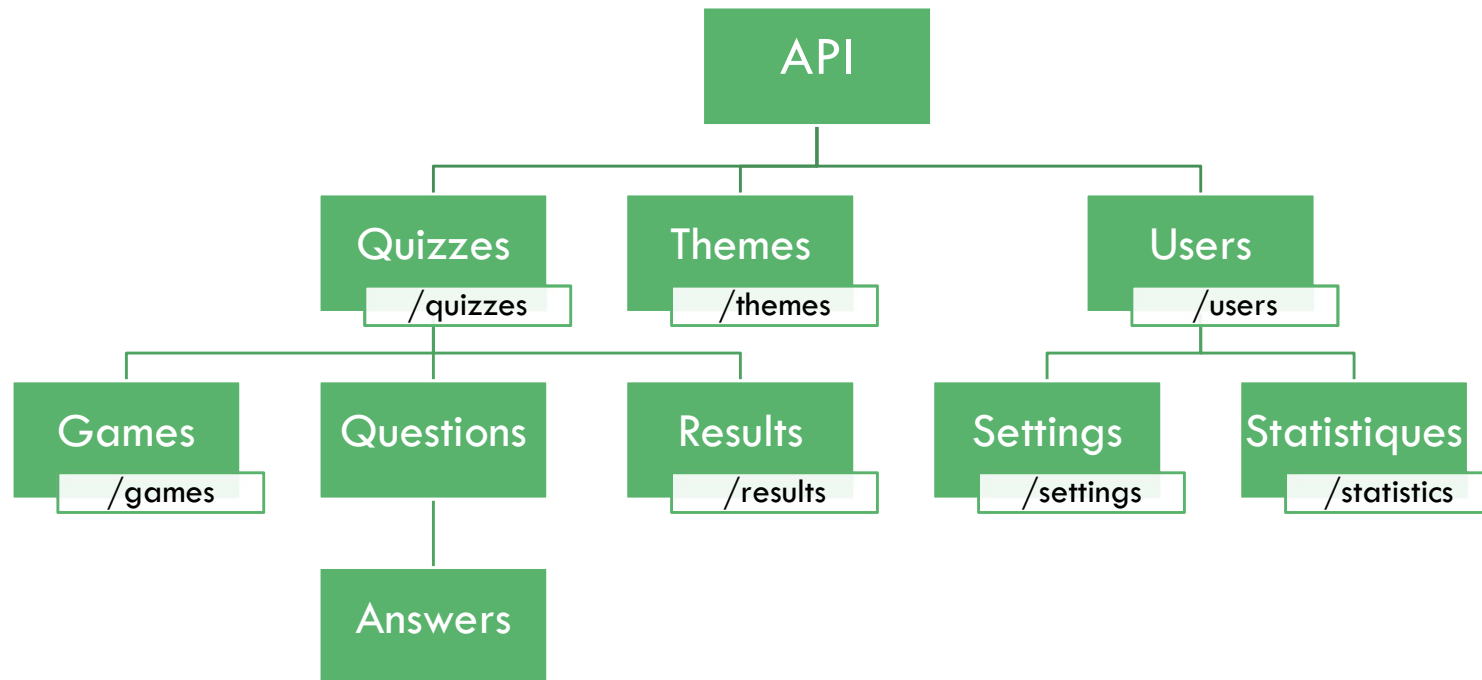 API
Quizzes
/quizzes
Themes
/themes
Users
/users
Games
/games
Questions
Results
/results
Settings
/settings
Statistiques
/statistics
Answers